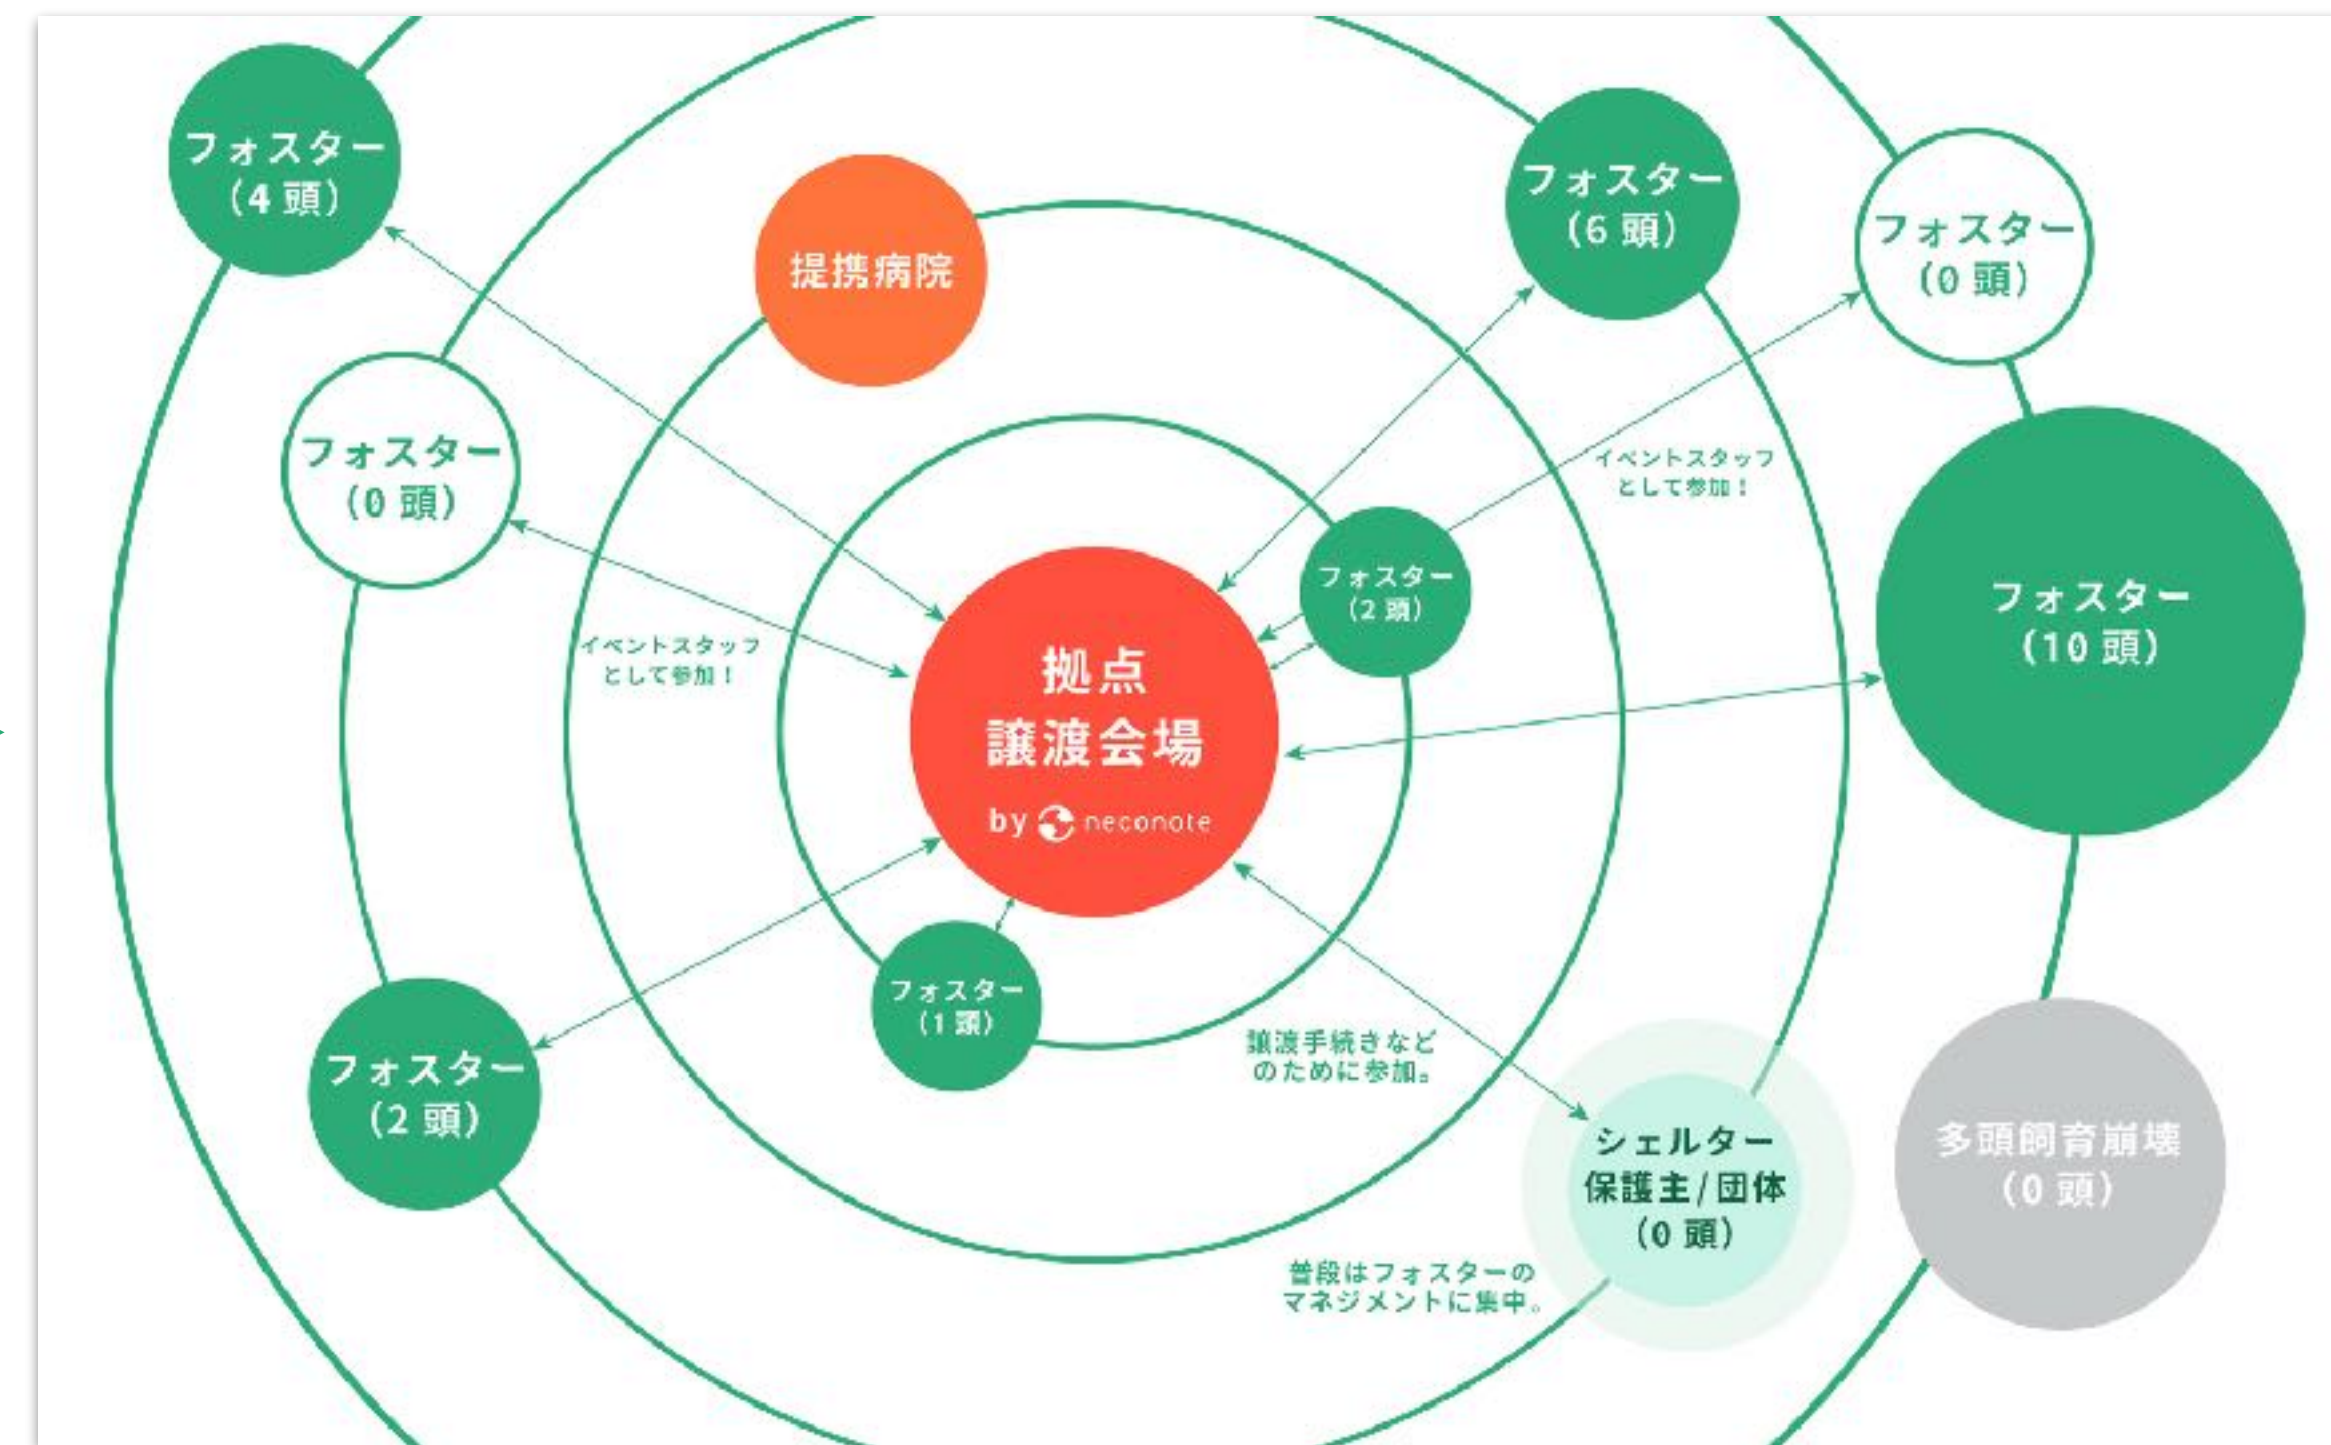 フォスター
（4 頭）
提携病院
フォスター
（6 頭）
フォスター
（0 頭）
フォスター
（0 頭）
イベントスタッフ
として参加！
フォスター
（2 頭）
フォスター
（10 頭）
イベントスタッフ
として参加！
拠点
譲渡会場
by neconote
フォスター
（1 頭）
フォスター
（2 頭）
譲渡手続きなど
のために参加。
シェルター
保護主/団体
（0 頭）
多頭飼育崩壊
（0 頭）
普段はフォスターの
マネジメントに集中。